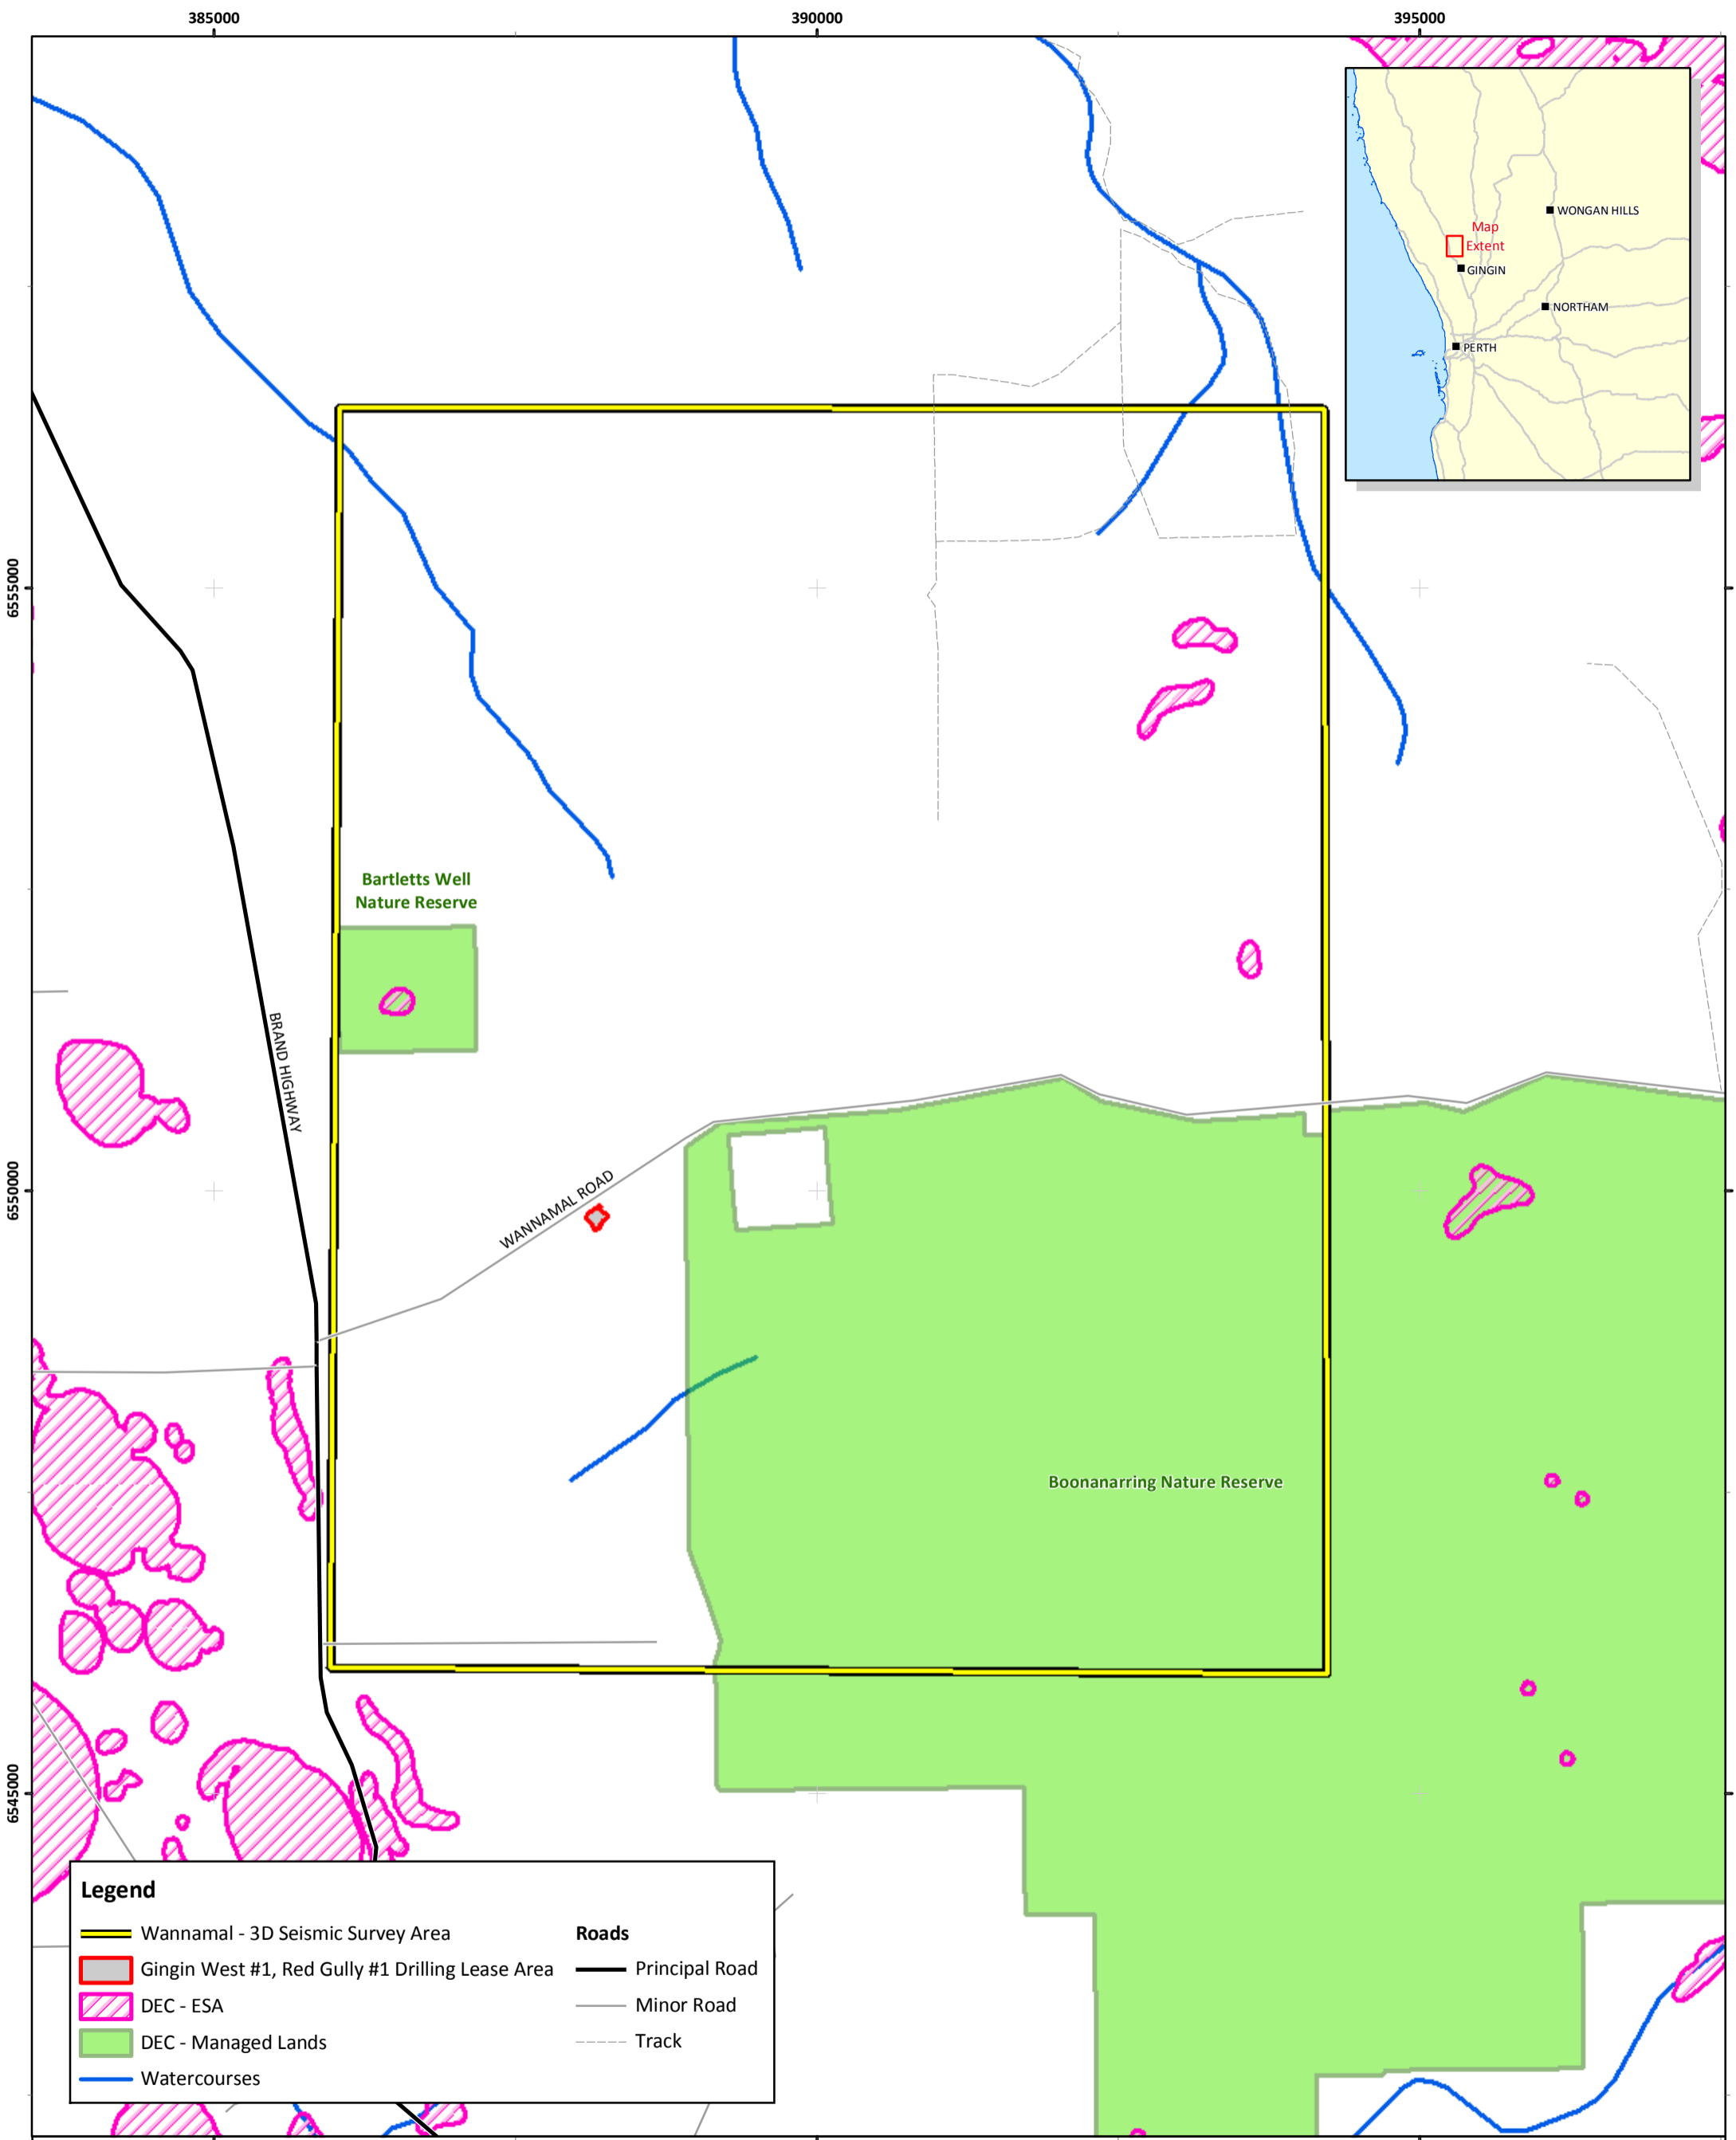 385000
390000
395000
WONGAN HILLS
Map
Extent
GINGIN
NORTHAM
PERTH
6555000
Bartletts Well
Nature Reserve
BRAND HIGHWAY
6550000
WANNAMAL ROAD
Boonanarring Nature Reserve
6545000
Legend
Wannamal - 3D Seismic Survey Area
Gingin West #1, Red Gully #1 Drilling Lease Area
DEC - ESA
DEC - Managed Lands
Watercourses
Roads
Principal Road
Minor Road
Track